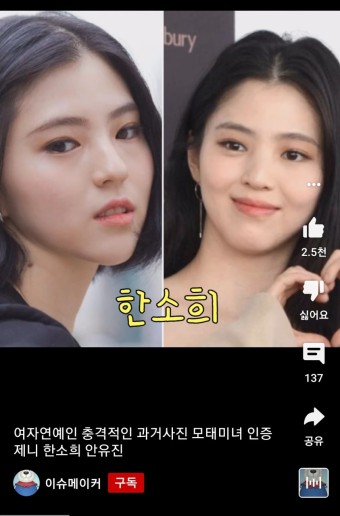 bury
한소희
2.5천
싫어요
137
공유
여자연예인 충격적인 과거사진 모태미녀 인증
제니 한소희 안유진
이슈메이커 구독